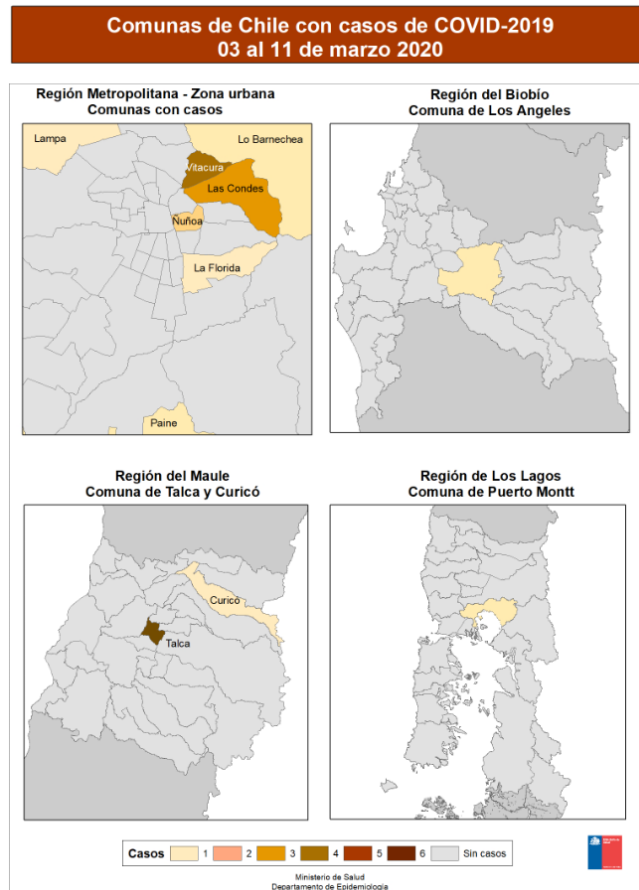 Comunas de Chile con casos de COVID-2019
03 al 11 de marzo 2020
Región Metropolitana - Zona urbana
Comunas con casos
Lampa
Lo Barnechea
Vitacura
Las Condes
Ñuñoa
La Florida
Paine
Región del Biobío
Comuna de Los Angeles
Región del Maule
Comuna de Talca y Curicó
Curicó
Talca
Región de Los Lagos
Comuna de Puerto Montt
Casos 1 2 3 4 5 6 Sin casos
Ministerio de Salud
Departamento de Epidemiología